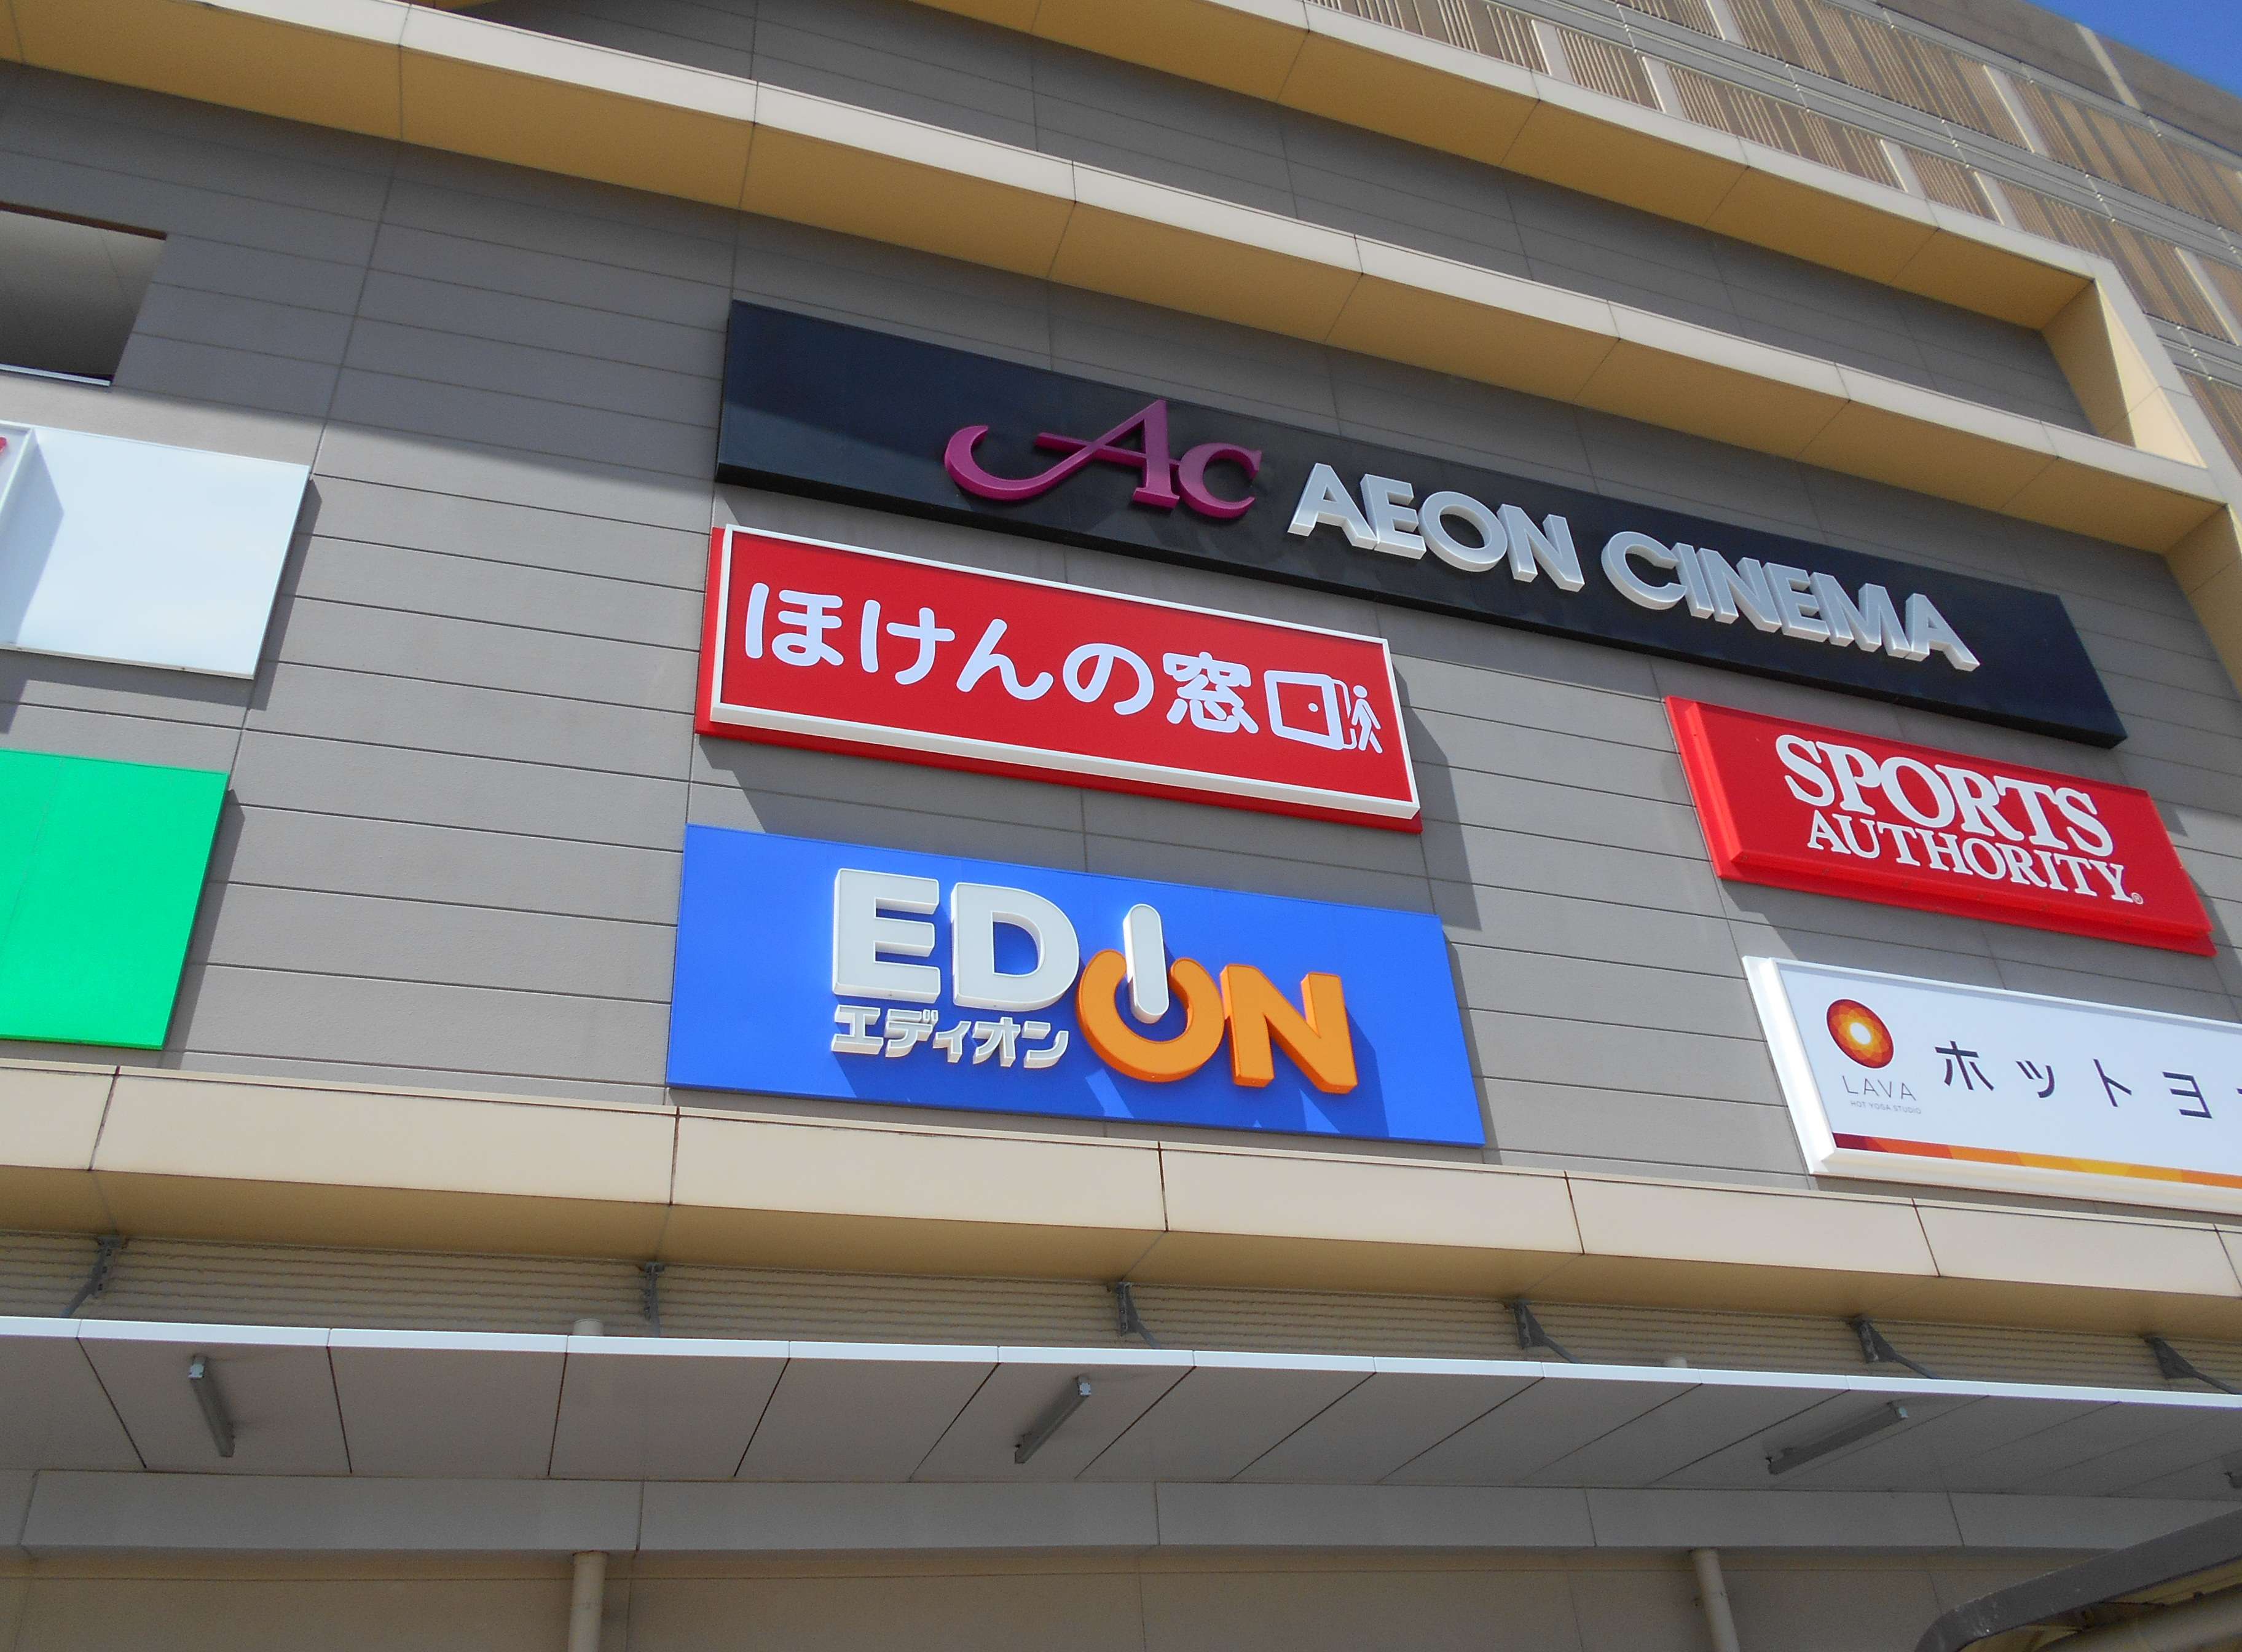 Ac AEON CINEMA
ほけんの窓口
SPORTS
AUTHORITY®
EDION
エディオン
LAVA
HOT YOGA STUDIO
ホットヨ